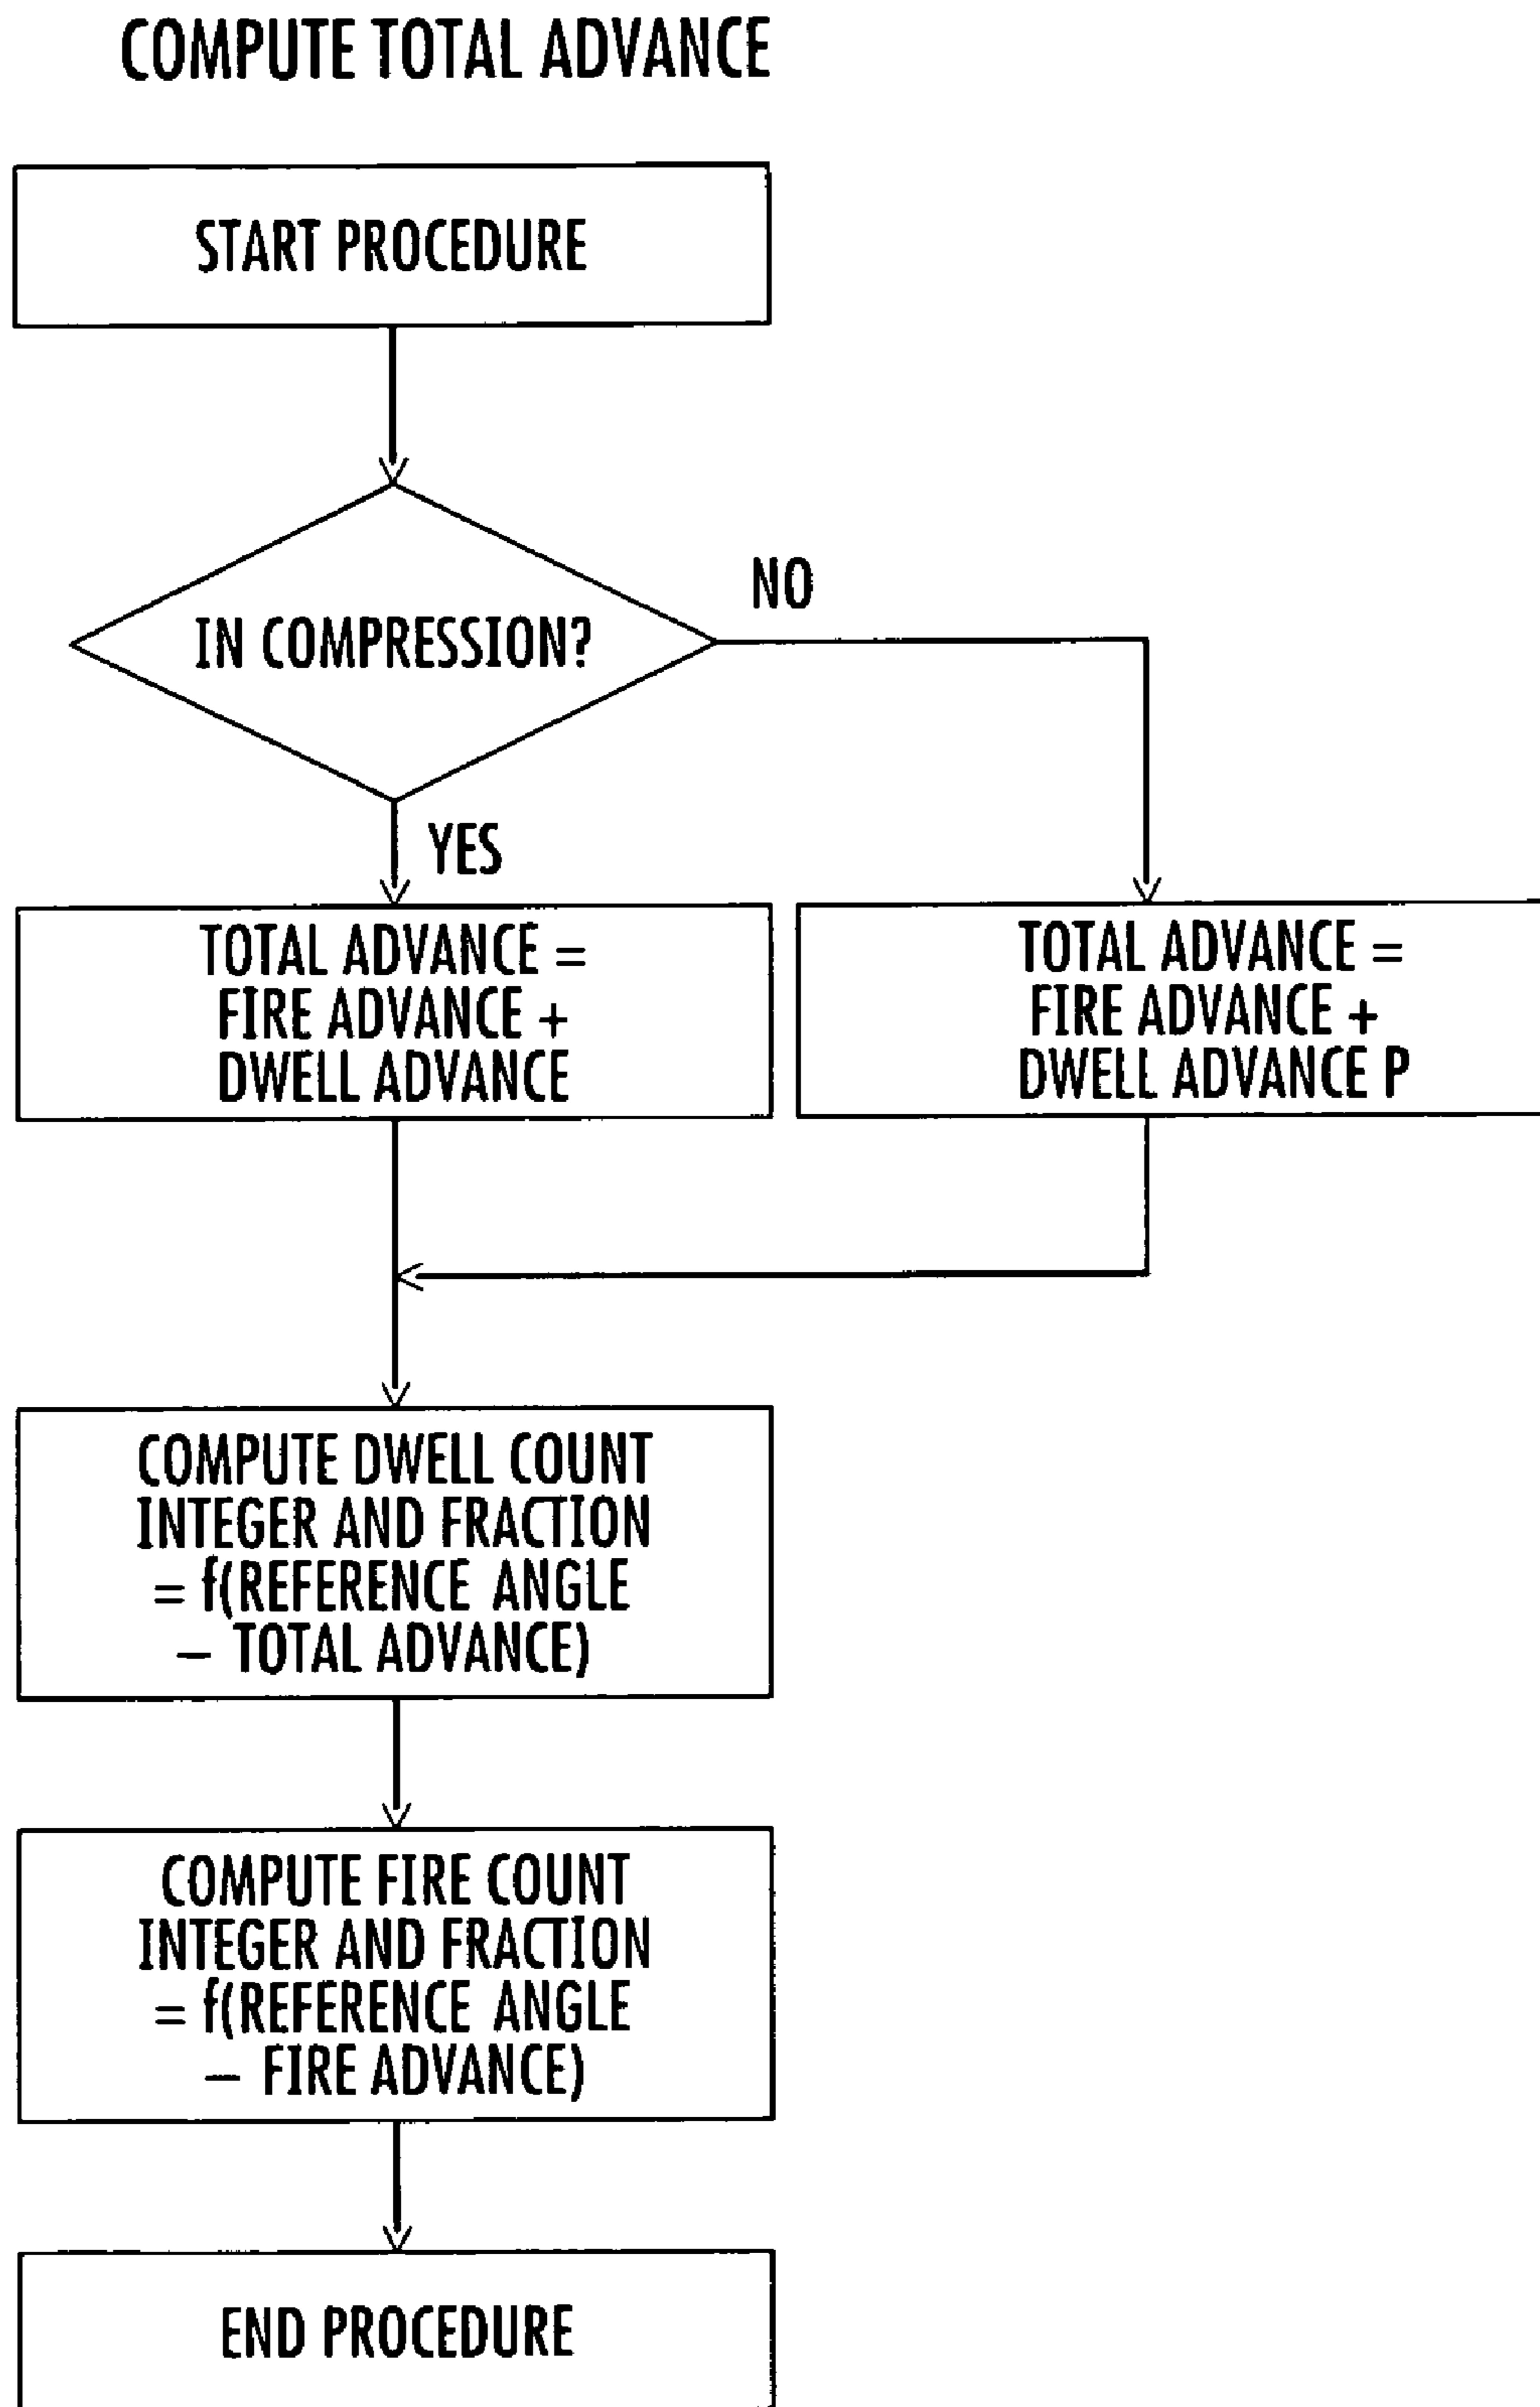 COMPUTE TOTAL ADVANCE
START PROCEDURE
IN COMPRESSION?
NO
YES
TOTAL ADVANCE =
FIRE ADVANCE +
DWELL ADVANCE
TOTAL ADVANCE =
FIRE ADVANCE +
DWELL ADVANCE P
COMPUTE DWELL COUNT
INTEGER AND FRACTION
= f(REFERENCE ANGLE
– TOTAL ADVANCE)
COMPUTE FIRE COUNT
INTEGER AND FRACTION
= f(REFERENCE ANGLE
– FIRE ADVANCE)
END PROCEDURE